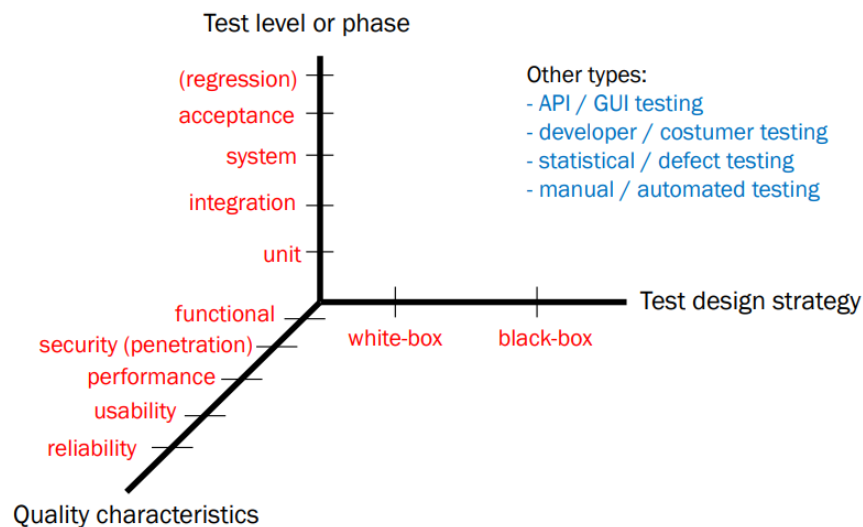 Test level or phase
(regression)
acceptance
system
integration
unit
Other types:
- API / GUI testing
- developer / costumer testing
- statistical / defect testing
- manual / automated testing
Test design strategy
white-box
black-box
functional
security (penetration)
performance
usability
reliability
Quality characteristics